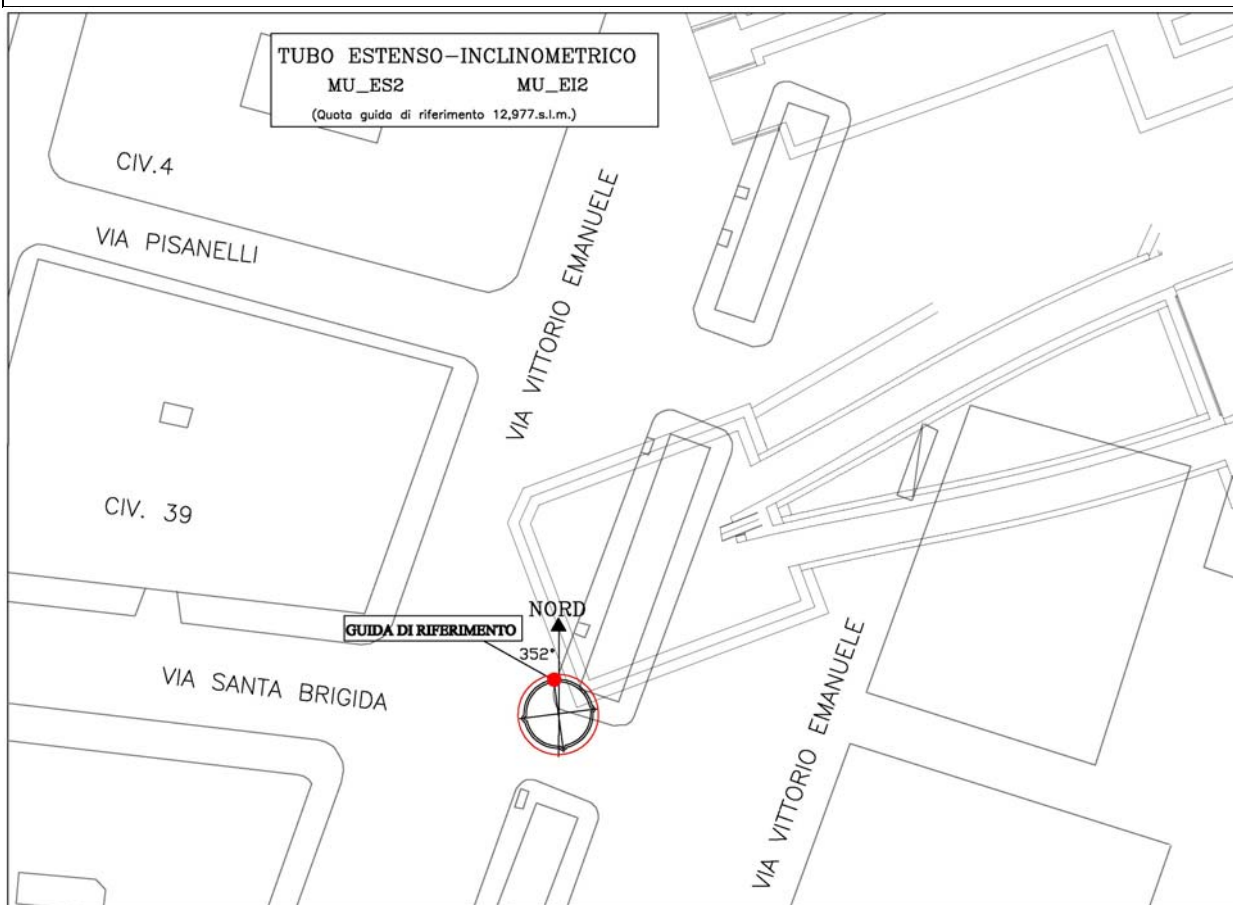 TUBO ESTENSO-INCLINOMETRICO
MU_ES2 MU_EI2
(Quota guida di riferimento 12,977.s.l.m.)
CIV.4
VIA PISANELLI
VIA VITTORIO EMANUELE
CIV. 39
NORD
GUIDA DI RIFERIMENTO
352°
VIA SANTA BRIGIDA
VIA VITTORIO EMANUELE